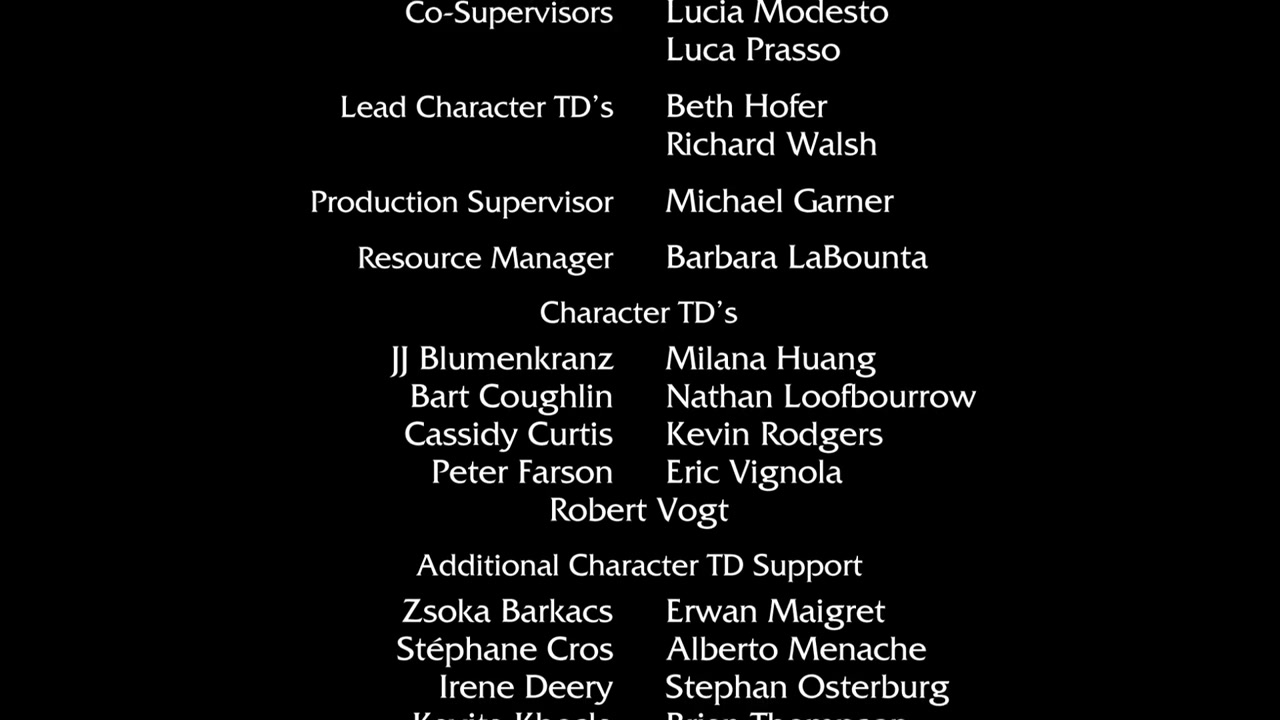 Co-Supervisors Lucia Modesto
Luca Prasso
Lead Character TD's Beth Hofer
Richard Walsh
Production Supervisor Michael Garner
Resource Manager Barbara LaBounta
Character TD's
JJ Blumenkranz Milana Huang
Bart Coughlin Nathan Loofbourrow
Cassidy Curtis Kevin Rodgers
Peter Farson Eric Vignola
Robert Vogt
Additional Character TD Support
Zsoka Barkacs Erwan Maigret
Stéphane Cros Alberto Menache
Irene Deery Stephan Osterburg